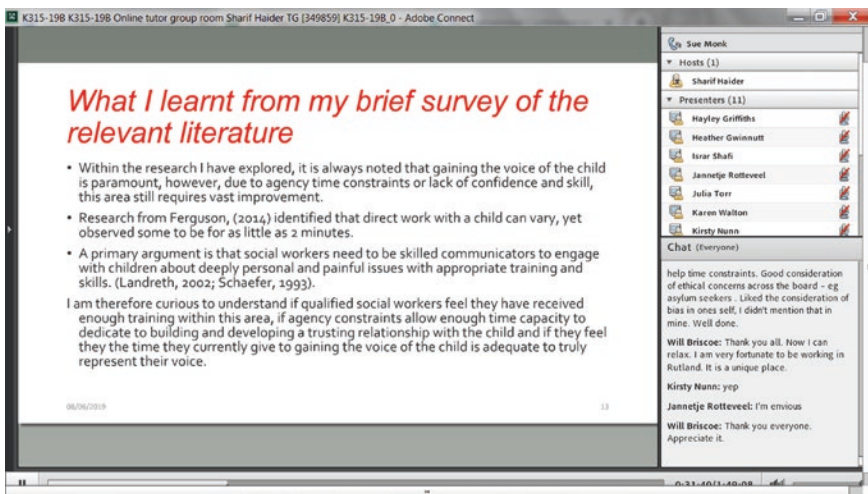 K315-19B K315-19B Online tutor group room Sharif Haider TG [349859] K315-19B_0 - Adobe Connect
What I learnt from my brief survey of the
relevant literature
• Within the research I have explored, it is always noted that gaining the voice of the child
is paramount, however, due to agency time constraints or lack of confidence and skill,
this area still requires vast improvement.
• Research from Ferguson, (2014) identified that direct work with a child can vary, yet
observed some to be for as little as 2 minutes.
• A primary argument is that social workers need to be skilled communicators to engage
with children about deeply personal and painful issues with appropriate training and
skills. (Landreth, 2002; Schaefer, 1993).
I am therefore curious to understand if qualified social workers feel they have received
enough training within this area, if agency constraints allow enough time capacity to
dedicate to building and developing a trusting relationship with the child and if they feel
they the time they currently give to gaining the voice of the child is adequate to truly
represent their voice.
08/06/2019
13
Sue Monk
Hosts (1)
Sharif Haider
Presenters (11)
Hayley Griffiths
Heather Gwinnutt
Israr Shafi
Jannetje Rotteveel
Julia Torr
Karen Walton
Kirsty Nunn
Chat (Everyone)
help time constraints. Good consideration
of ethical concerns across the board - eg
asylum seekers . Liked the consideration of
bias in ones self, I didn't mention that in
mine. Well done.
Will Briscoe: Thank you all. Now I can
relax. I am very fortunate to be working in
Rutland. It is a unique place.
Kirsty Nunn: yep
Jannetje Rotteveel: I'm envious
Will Briscoe: Thank you everyone.
Appreciate it.
0:31:40/1:49:08